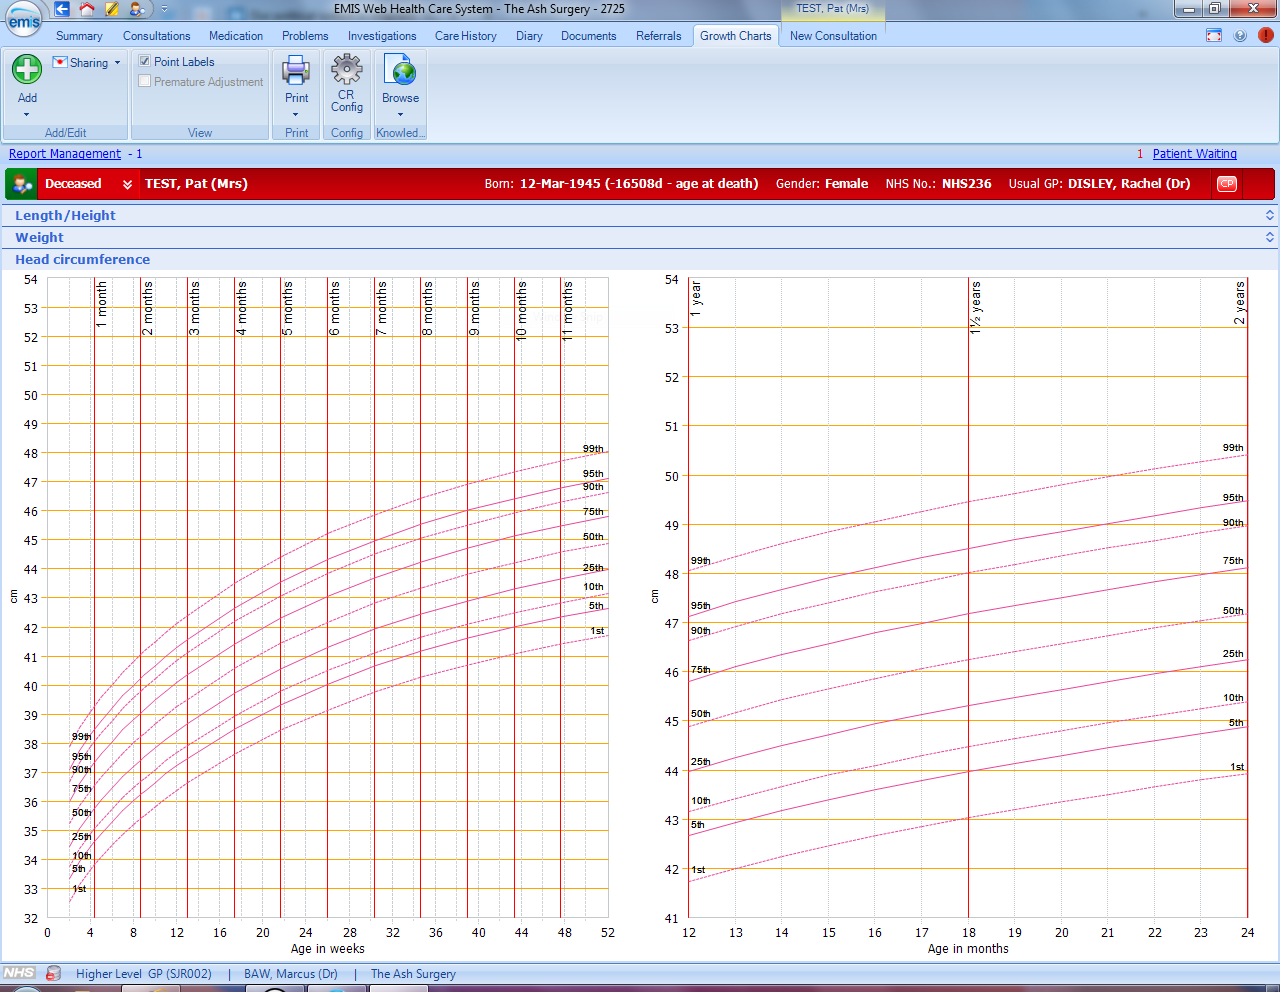 emis
EMIS Web Health Care System - The Ash Surgery - 2725
TEST, Pat (Mrs)
Summary Consultations Medication Problems Investigations Care History Diary Documents Referrals Growth Charts New Consultation
Add
Sharing
Add/Edit
Point Labels
Premature Adjustment
View
Print
Print
CR
Config
Config
Browse
Knowled...
Report Management - 1
1 Patient Waiting
Deceased TEST, Pat (Mrs) Born: 12-Mar-1945 (-16508d - age at death) Gender: Female NHS No.: NHS236 Usual GP: DISLEY, Rachel (Dr) CP
Length/Height
Weight
Head circumference
54
53
52
51
50
49
48
47
46
45
44
43
42
41
40
39
38
37
36
35
34
33
32
cm
1 month
2 months
3 months
4 months
5 months
6 months
7 months
8 months
9 months
10 months
11 months
99th
95th
90th
75th
50th
25th
10th
5th
1st
99th
95th
90th
75th
50th
25th
10th
5th
1st
0 4 8 12 16 20 24 28 32 36 40 44 48 52
Age in weeks
54
53
52
51
50
49
48
47
46
45
44
43
42
41
cm
1 year
1½ years
2 years
99th
95th
90th
75th
50th
25th
10th
5th
1st
99th
95th
90th
75th
50th
25th
10th
5th
1st
12 13 14 15 16 17 18 19 20 21 22 23 24
Age in months
NHS Higher Level GP (SJR002) | BAW, Marcus (Dr) | The Ash Surgery